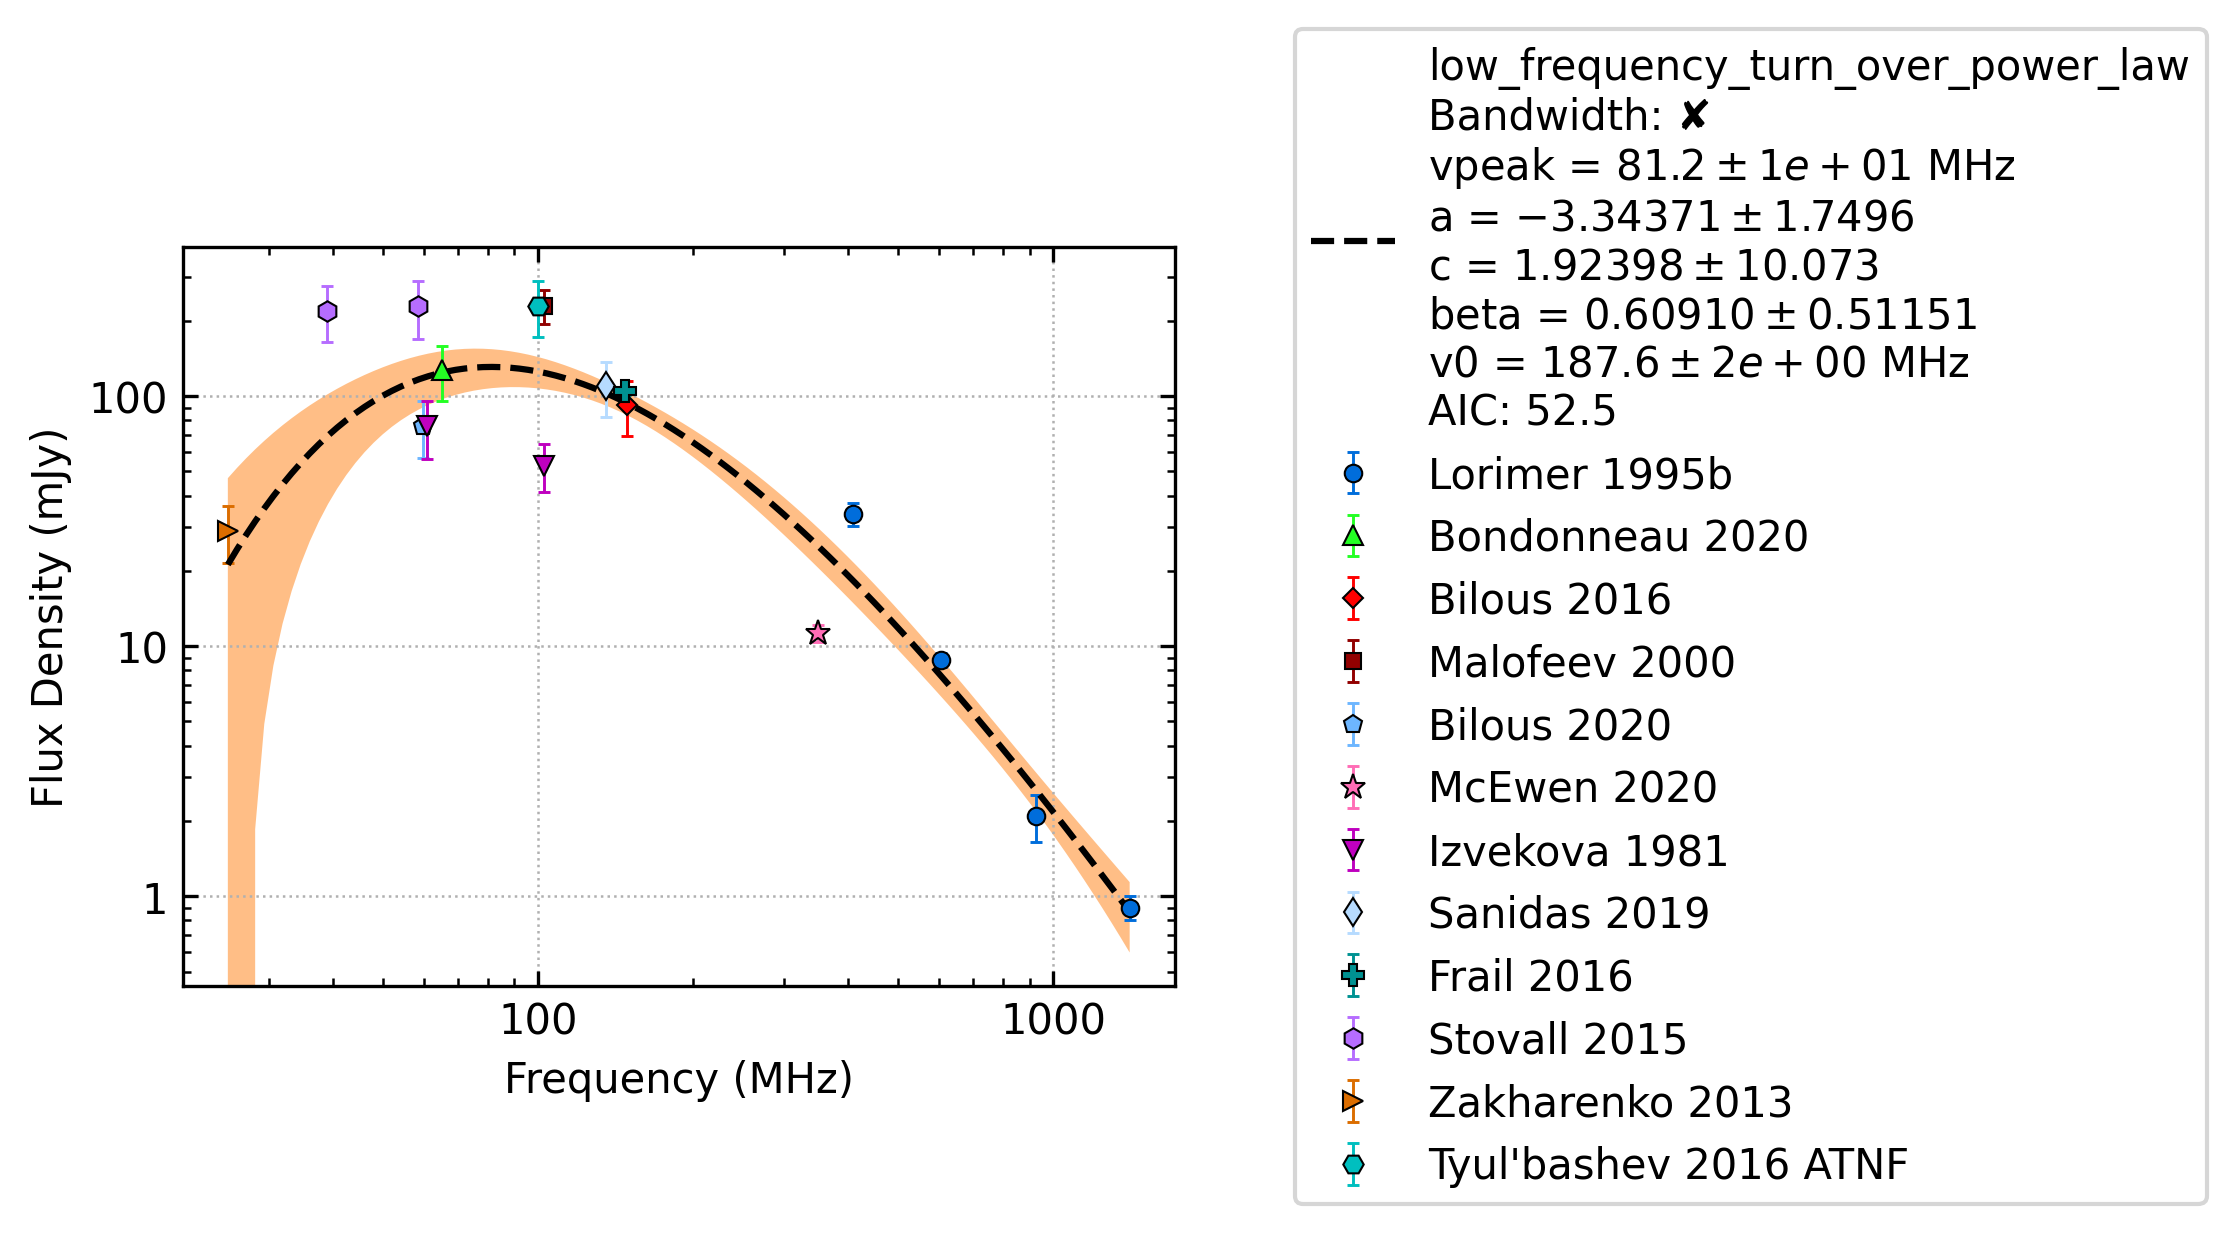 low_frequency_turn_over_power_law
Bandwidth: ✘
vpeak = 81.2 ± 1e + 01 MHz
a = −3.34371 ± 1.7496
c = 1.92398 ± 10.073
beta = 0.60910 ± 0.51151
v0 = 187.6 ± 2e + 00 MHz
AIC: 52.5
Lorimer 1995b
Bondonneau 2020
Bilous 2016
Malofeev 2000
Bilous 2020
McEwen 2020
Izvekova 1981
Sanidas 2019
Frail 2016
Stovall 2015
Zakharenko 2013
Tyul'bashev 2016 ATNF
Flux Density (mJy)
100
10
1
100 1000
Frequency (MHz)